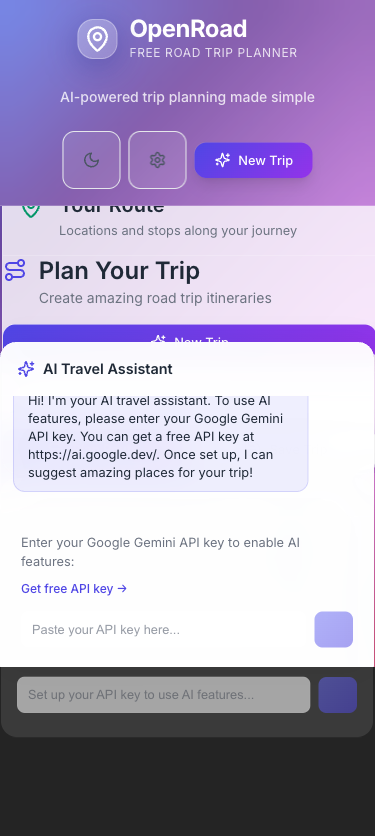 OpenRoad
FREE ROAD TRIP PLANNER
AI-powered trip planning made simple
New Trip
Your Route
Locations and stops along your journey
Plan Your Trip
Create amazing road trip itineraries
New Trip
AI Travel Assistant
Hi! I'm your AI travel assistant. To use AI
features, please enter your Google Gemini
API key. You can get a free API key at
https://ai.google.dev/. Once set up, I can
suggest amazing places for your trip!
Enter your Google Gemini API key to enable AI
features:
Get free API key →
Paste your API key here...
Set up your API key to use AI features...